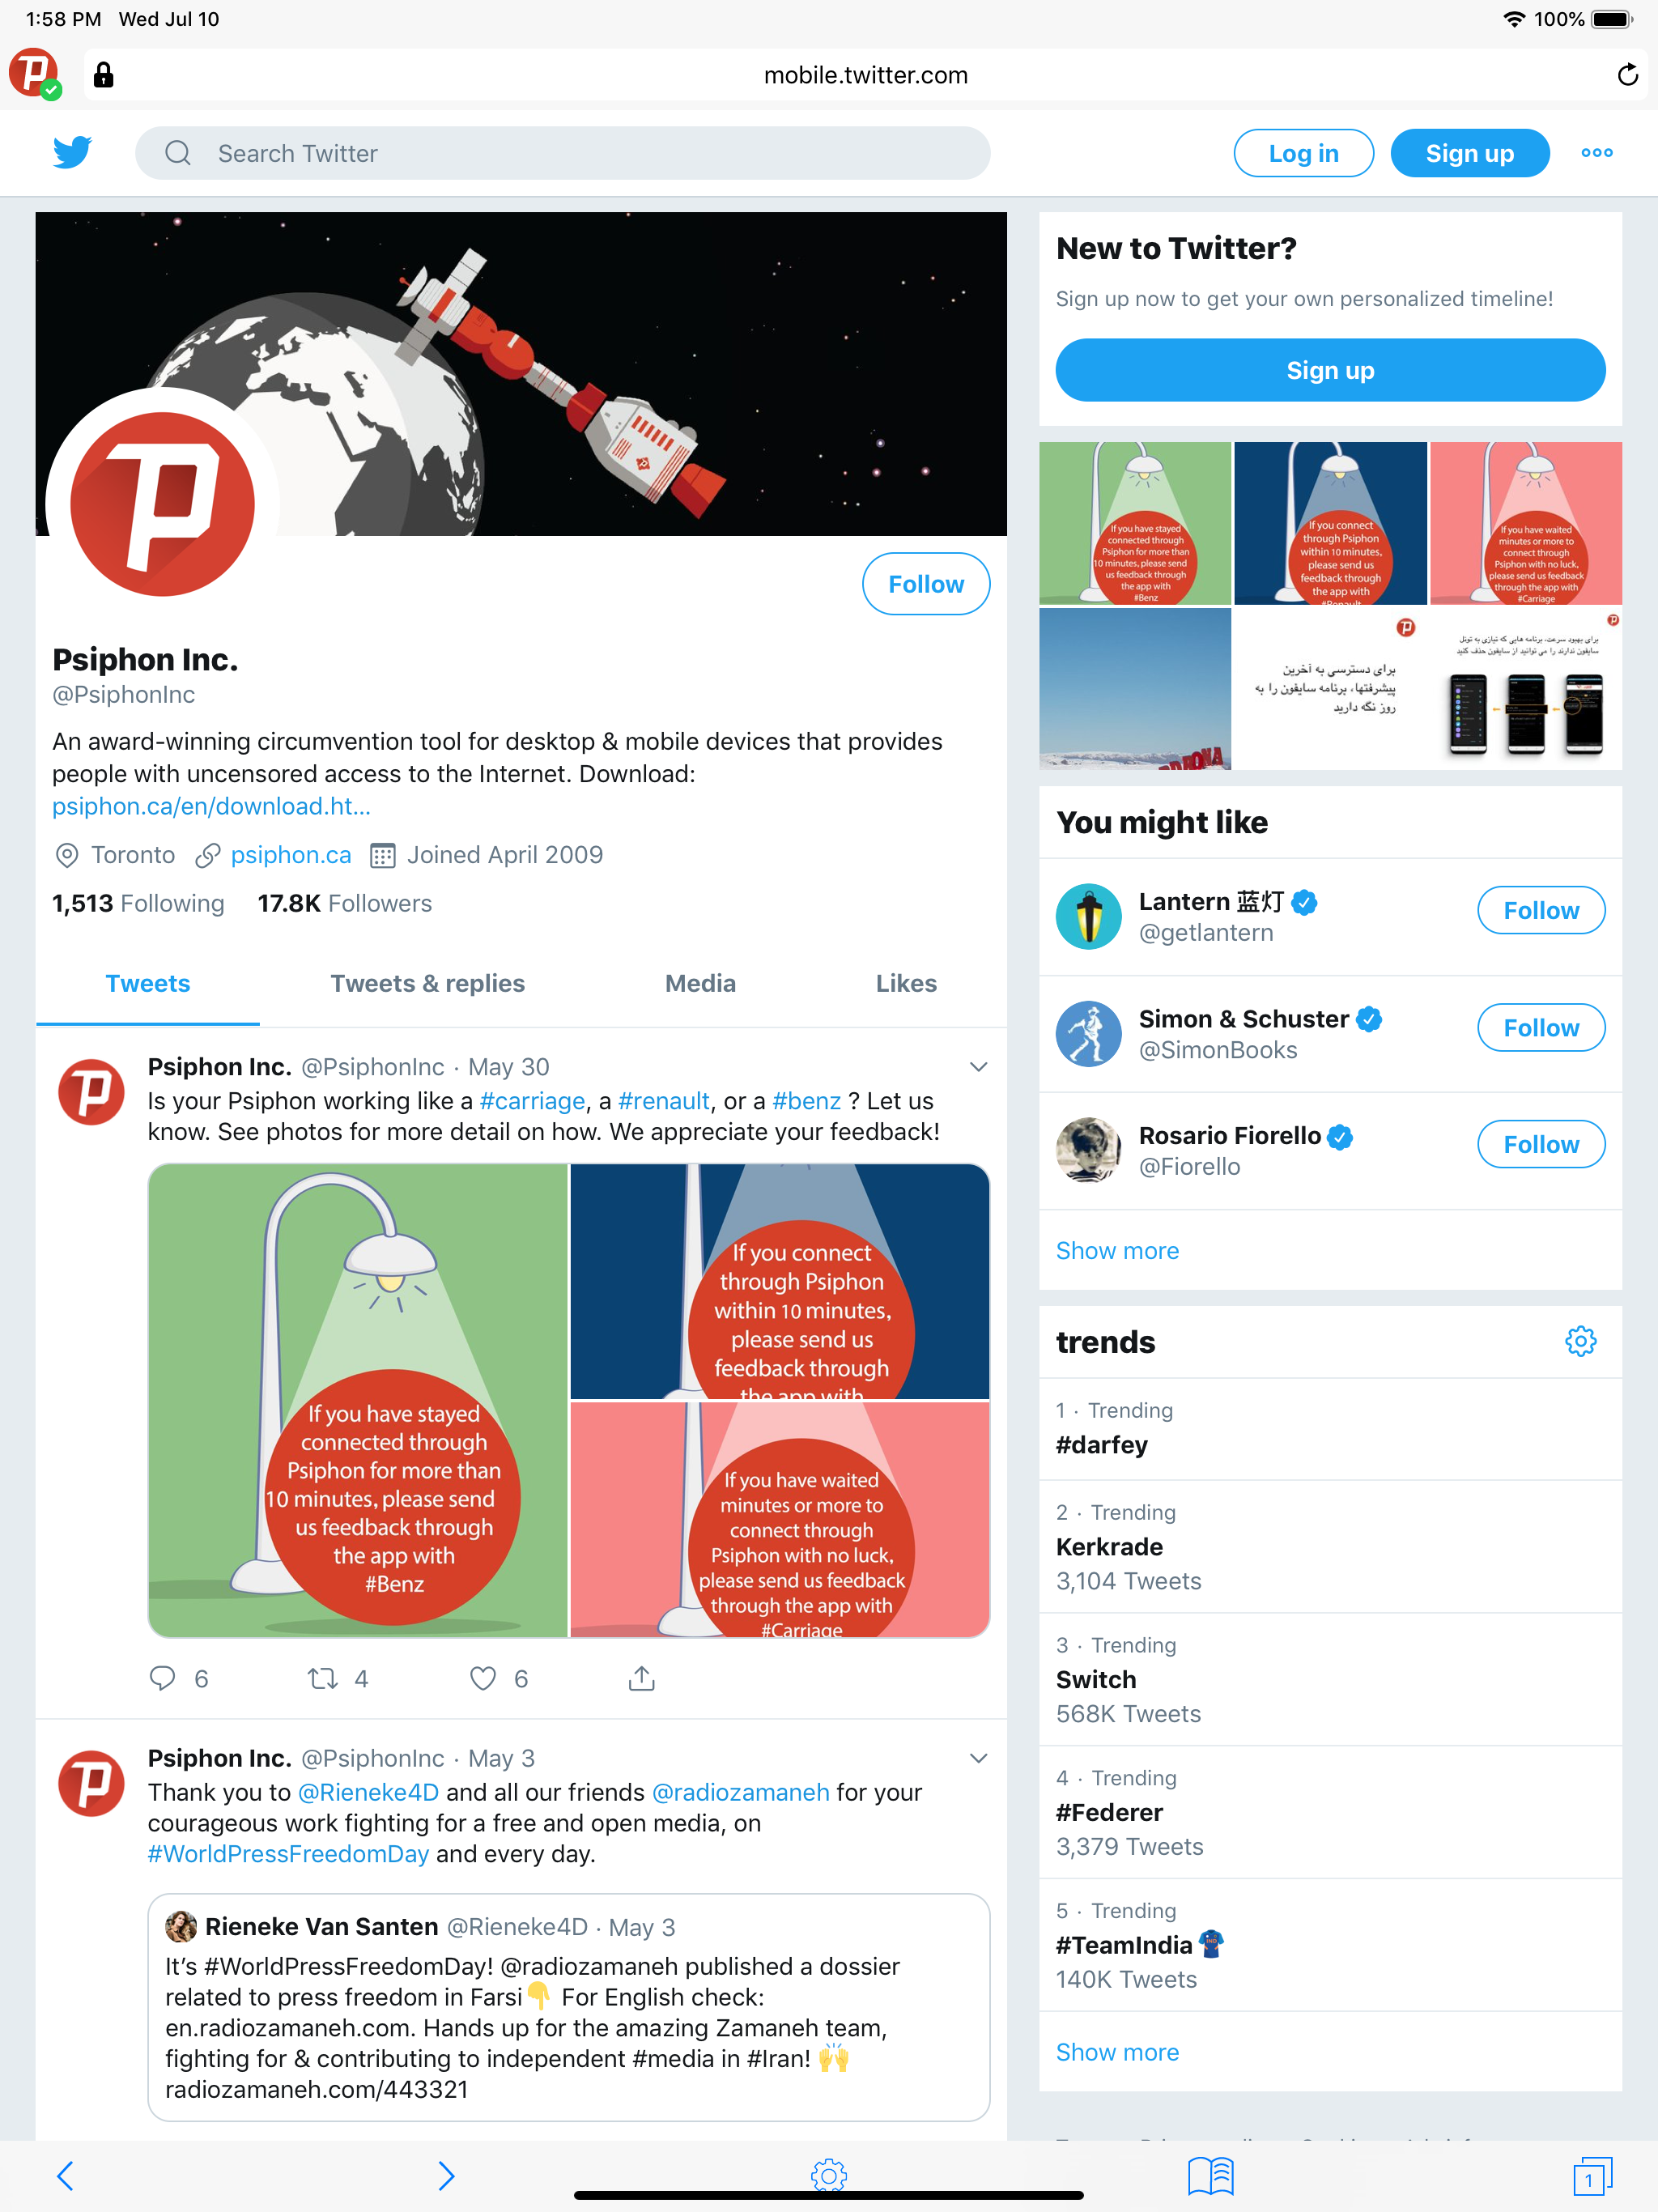 1:58 PM Wed Jul 10
100%
mobile.twitter.com
Search Twitter
Log in
Sign up
Follow
Psiphon Inc.
@PsiphonInc
An award-winning circumvention tool for desktop & mobile devices that provides
people with uncensored access to the Internet. Download:
psiphon.ca/en/download.ht...
Toronto psiphon.ca Joined April 2009
1,513 Following 17.8K Followers
Tweets Tweets & replies Media Likes
Psiphon Inc. @PsiphonInc · May 30
Is your Psiphon working like a #carriage, a #renault, or a #benz ? Let us
know. See photos for more detail on how. We appreciate your feedback!
If you have stayed
connected through
Psiphon for more than
10 minutes, please send
us feedback through
the app with
#Benz
If you connect
through Psiphon
within 10 minutes,
please send us
feedback through
the app with
If you have waited
minutes or more to
connect through
Psiphon with no luck,
please send us feedback
through the app with
#Carriage
6 4 6
Psiphon Inc. @PsiphonInc · May 3
Thank you to @Rieneke4D and all our friends @radiozamaneh for your
courageous work fighting for a free and open media, on
#WorldPressFreedomDay and every day.
Rieneke Van Santen @Rieneke4D · May 3
It's #WorldPressFreedomDay! @radiozamaneh published a dossier
related to press freedom in Farsi👇 For English check:
en.radiozamaneh.com. Hands up for the amazing Zamaneh team,
fighting for & contributing to independent #media in #Iran! 🙌
radiozamaneh.com/443321
New to Twitter?
Sign up now to get your own personalized timeline!
Sign up
If you have stayed
connected through
Psiphon for more than
10 minutes, please send
us feedback through
the app with
#Benz
If you connect
through Psiphon
within 10 minutes,
please send us
feedback through
the app with
#Renault
If you have waited
minutes or more to
connect through
Psiphon with no luck,
please send us feedback
through the app with
#Carriage
برای دسترسی به آخرین
پیشرفتها، برنامه سایفون را به
روز نگه دارید
برای بهبود سرعت، برنامه هایی که نیازی به تونل
سایفون ندارند را می توانید از سایفون حذف کنید
You might like
Lantern 蓝灯
@getlantern
Follow
Simon & Schuster
@SimonBooks
Follow
Rosario Fiorello
@Fiorello
Follow
Show more
trends
1 · Trending
#darfey
2 · Trending
Kerkrade
3,104 Tweets
3 · Trending
Switch
568K Tweets
4 · Trending
#Federer
3,379 Tweets
5 · Trending
#TeamIndia
140K Tweets
Show more
1